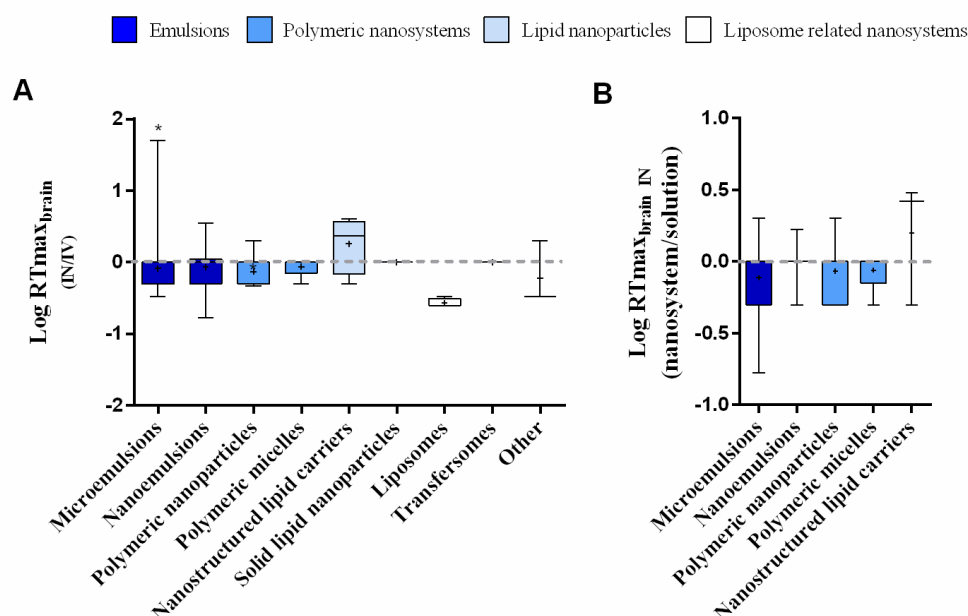 Emulsions Polymeric nanosystems Lipid nanoparticles Liposome related nanosystems
A
Log RTmaxbrain
(IN/IV)
2
1
0
-1
-2
*
Microemulsions
Nanoemulsions
Polymeric nanoparticles
Polymeric micelles
Nanostructured lipid carriers
Solid lipid nanoparticles
Liposomes
Transfersomes
Other
B
Log RTmaxbrain IN
(nanosystem/solution)
1.0
0.5
0.0
-0.5
-1.0
Microemulsions
Nanoemulsions
Polymeric nanoparticles
Polymeric micelles
Nanostructured lipid carriers